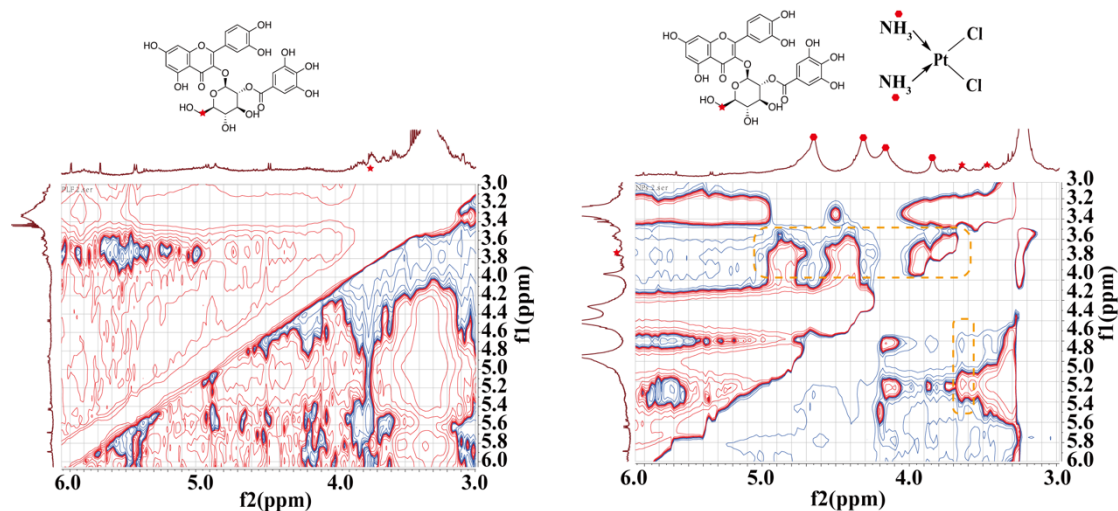 OH
HO
O
OH
OH
O
OH
O
OH
O
HO
O
O
OH
HO
OH
OH
3.0
3.2
3.4
3.6
3.8
4.0
4.2
4.4
4.6
4.8
5.0
5.2
5.4
5.6
5.8
6.0
f1(ppm)
6.0 5.0 4.0 3.0
f2(ppm)
OH
HO
O
OH
OH
O
OH
O
OH
O
HO
O
O
OH
HO
OH
OH
NH3
Cl
Pt
NH3
Cl
3.0
3.2
3.4
3.6
3.8
4.0
4.2
4.4
4.6
4.8
5.0
5.2
5.4
5.6
5.8
6.0
f1(ppm)
5.0 4.0 3.0
f2(ppm)